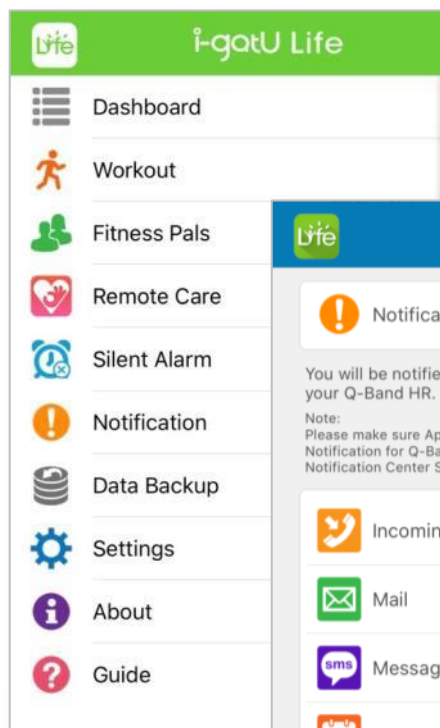 Life
i-gotU Life
Dashboard
Workout
Fitness Pals
Remote Care
Silent Alarm
Notification
Data Backup
Settings
About
Guide
Life
Notifica
You will be notifie
your Q-Band HR.
Note:
Please make sure Ap
Notification for Q-Ba
Notification Center S
Incomin
Mail
sms
Messag